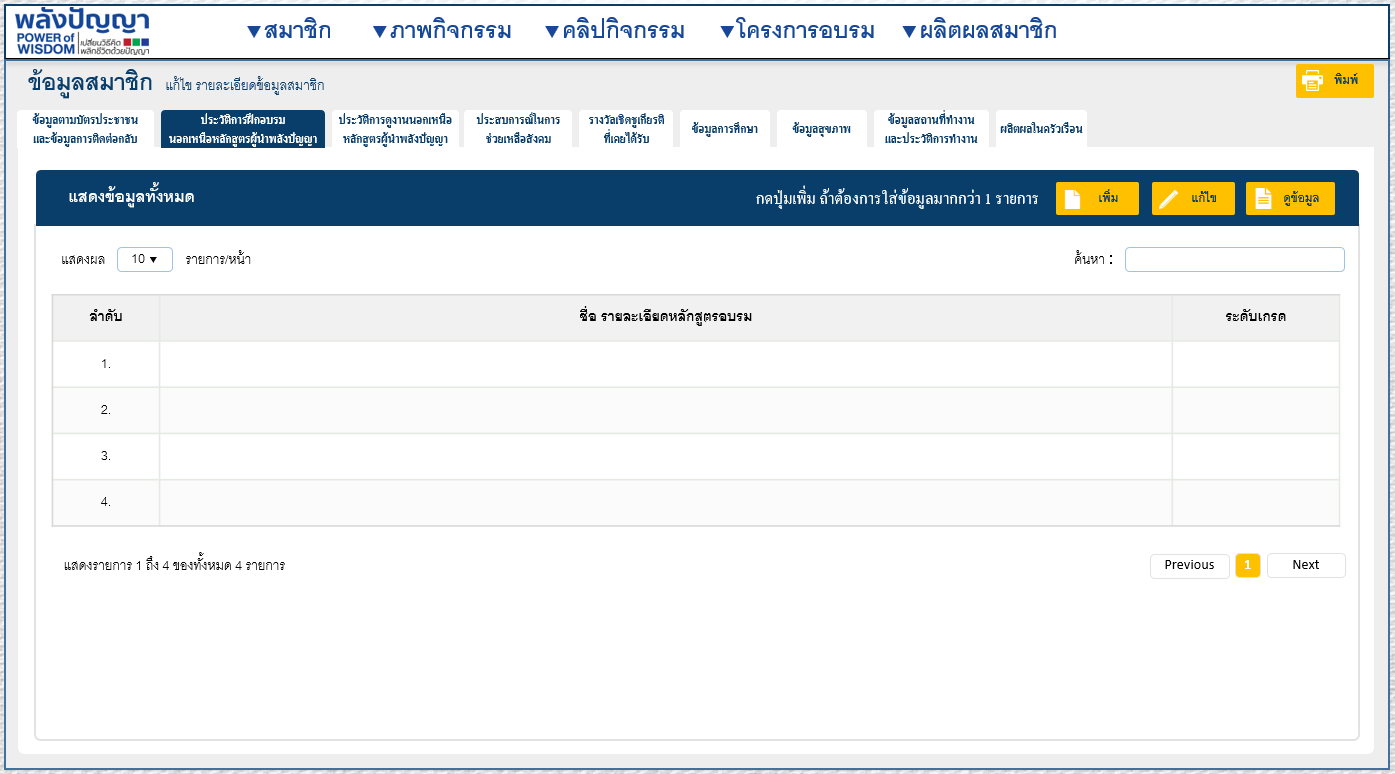 พลังปัญญา
POWER of
WISDOM
เปลี่ยนวิธีคิด
พลิกชีวิตด้วยปัญญา
▼สมาชิก ▼ภาพกิจกรรม ▼คลิปกิจกรรม ▼โครงการอบรม ▼ผลิตผลสมาชิก
ข้อมูลสมาชิก แก้ไข รายละเอียดข้อมูลสมาชิก
พิมพ์
ข้อมูลตามบัตรประชาชน
และข้อมูลการติดต่อกลับ
ประวัติการฝึกอบรม
นอกเหนือหลักสูตรผู้นำพลังปัญญา
ประวัติการดูงานนอกเหนือ
หลักสูตรผู้นำพลังปัญญา
ประสบการณ์ในการ
ช่วยเหลือสังคม
รางวัลเชิดชูเกียรติ
ที่เคยได้รับ
ข้อมูลการศึกษา
ข้อมูลสุขภาพ
ข้อมูลสถานที่ทำงาน
และประวัติการทำงาน
ผลิตผลในครัวเรือน
แสดงข้อมูลทั้งหมด
กดปุ่มเพิ่ม ถ้าต้องการใส่ข้อมูลมากกว่า 1 รายการ
เพิ่ม
แก้ไข
ดูข้อมูล
แสดงผล 10 ▼ รายการ/หน้า
ค้นหา :
ลำดับ ชื่อ รายละเอียดหลักสูตรอบรม ระดับเกรด
1.
2.
3.
4.
แสดงรายการ 1 ถึง 4 ของทั้งหมด 4 รายการ
Previous 1 Next